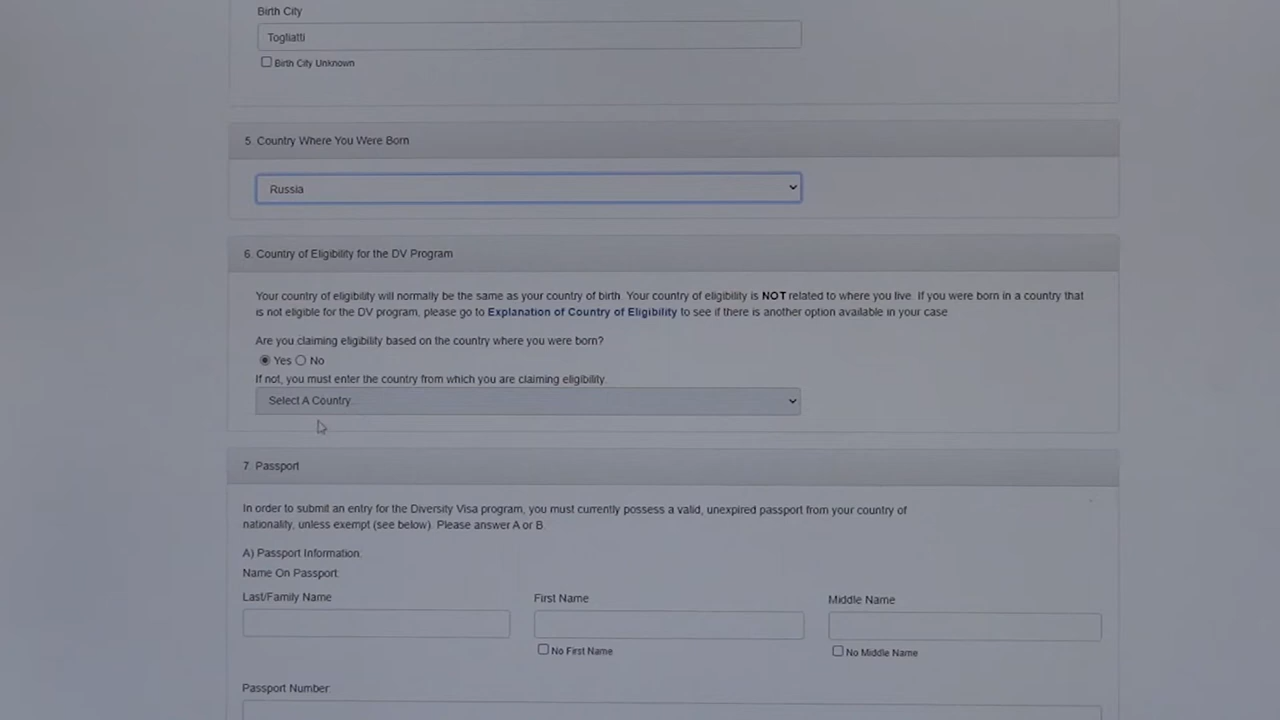 Birth City
Togliatti
Birth City Unknown
5. Country Where You Were Born
Russia
6. Country of Eligibility for the DV Program
Your country of eligibility will normally be the same as your country of birth. Your country of eligibility is NOT related to where you live. If you were born in a country that
is not eligible for the DV program, please go to Explanation of Country of Eligibility to see if there is another option available in your case
Are you claiming eligibility based on the country where you were born?
Yes No
If not, you must enter the country from which you are claiming eligibility.
Select A Country...
7. Passport
In order to submit an entry for the Diversity Visa program, you must currently possess a valid, unexpired passport from your country of
nationality, unless exempt (see below). Please answer A or B.
A) Passport Information:
Name On Passport:
Last/Family Name First Name Middle Name
No First Name No Middle Name
Passport Number: